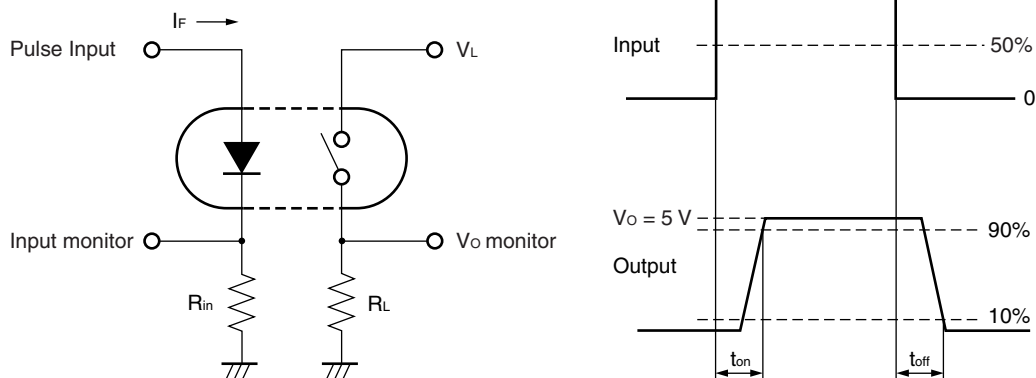 IF
Pulse Input
VL
Input monitor
VO monitor
Rin
RL
Input
50%
0
VO = 5 V
90%
Output
10%
ton
toff